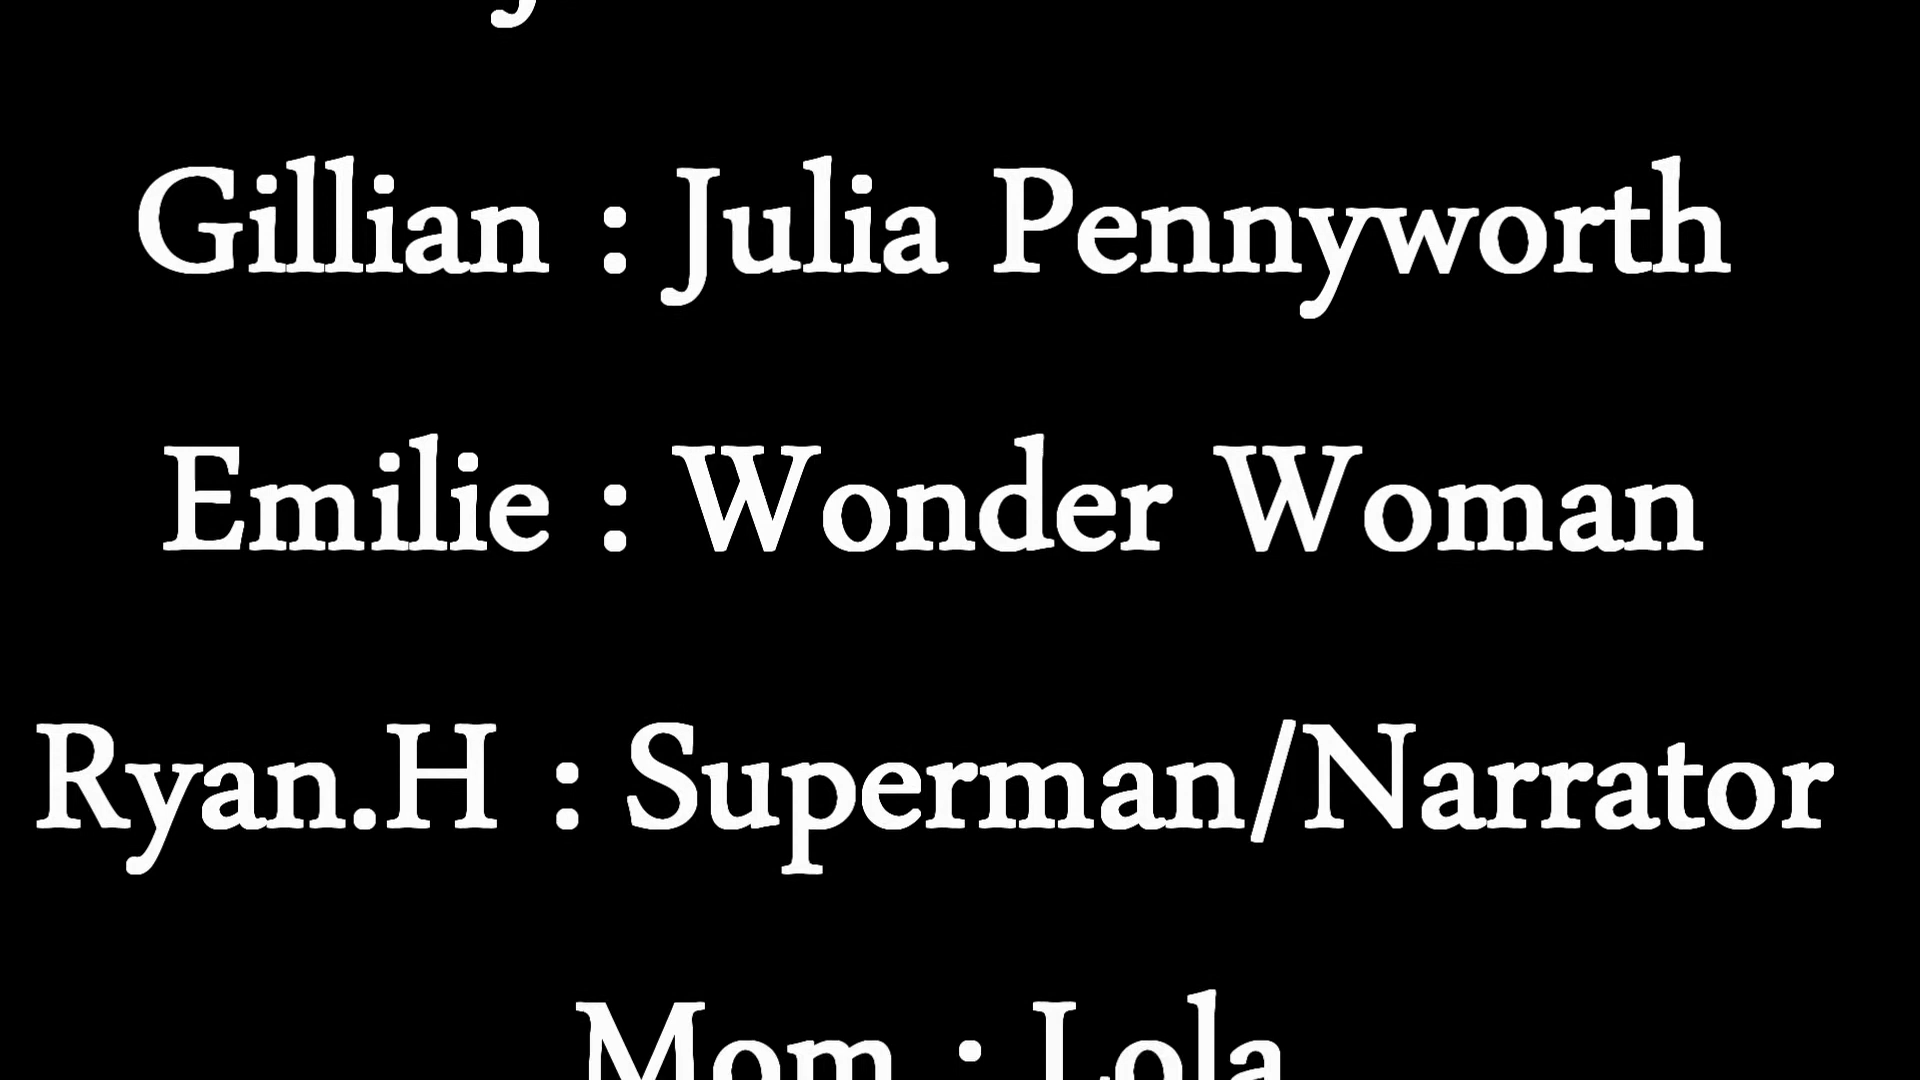 Gillian : Julia Pennyworth
Emilie : Wonder Woman
Ryan.H : Superman/Narrator
Mom : Lola